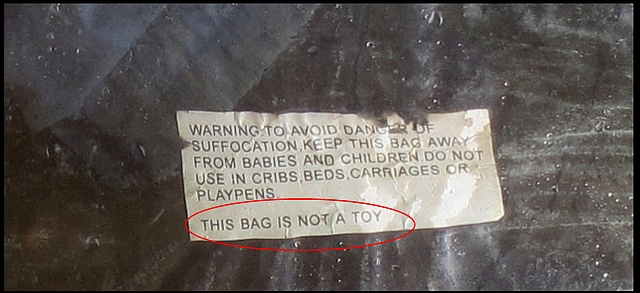 WARNING:TO AVOID DANGER OF
SUFFOCATION,KEEP THIS BAG AWAY
FROM BABIES AND CHILDREN.DO NOT
USE IN CRIBS,BEDS,CARRIAGES OR
PLAYPENS.
THIS BAG IS NOT A TOY